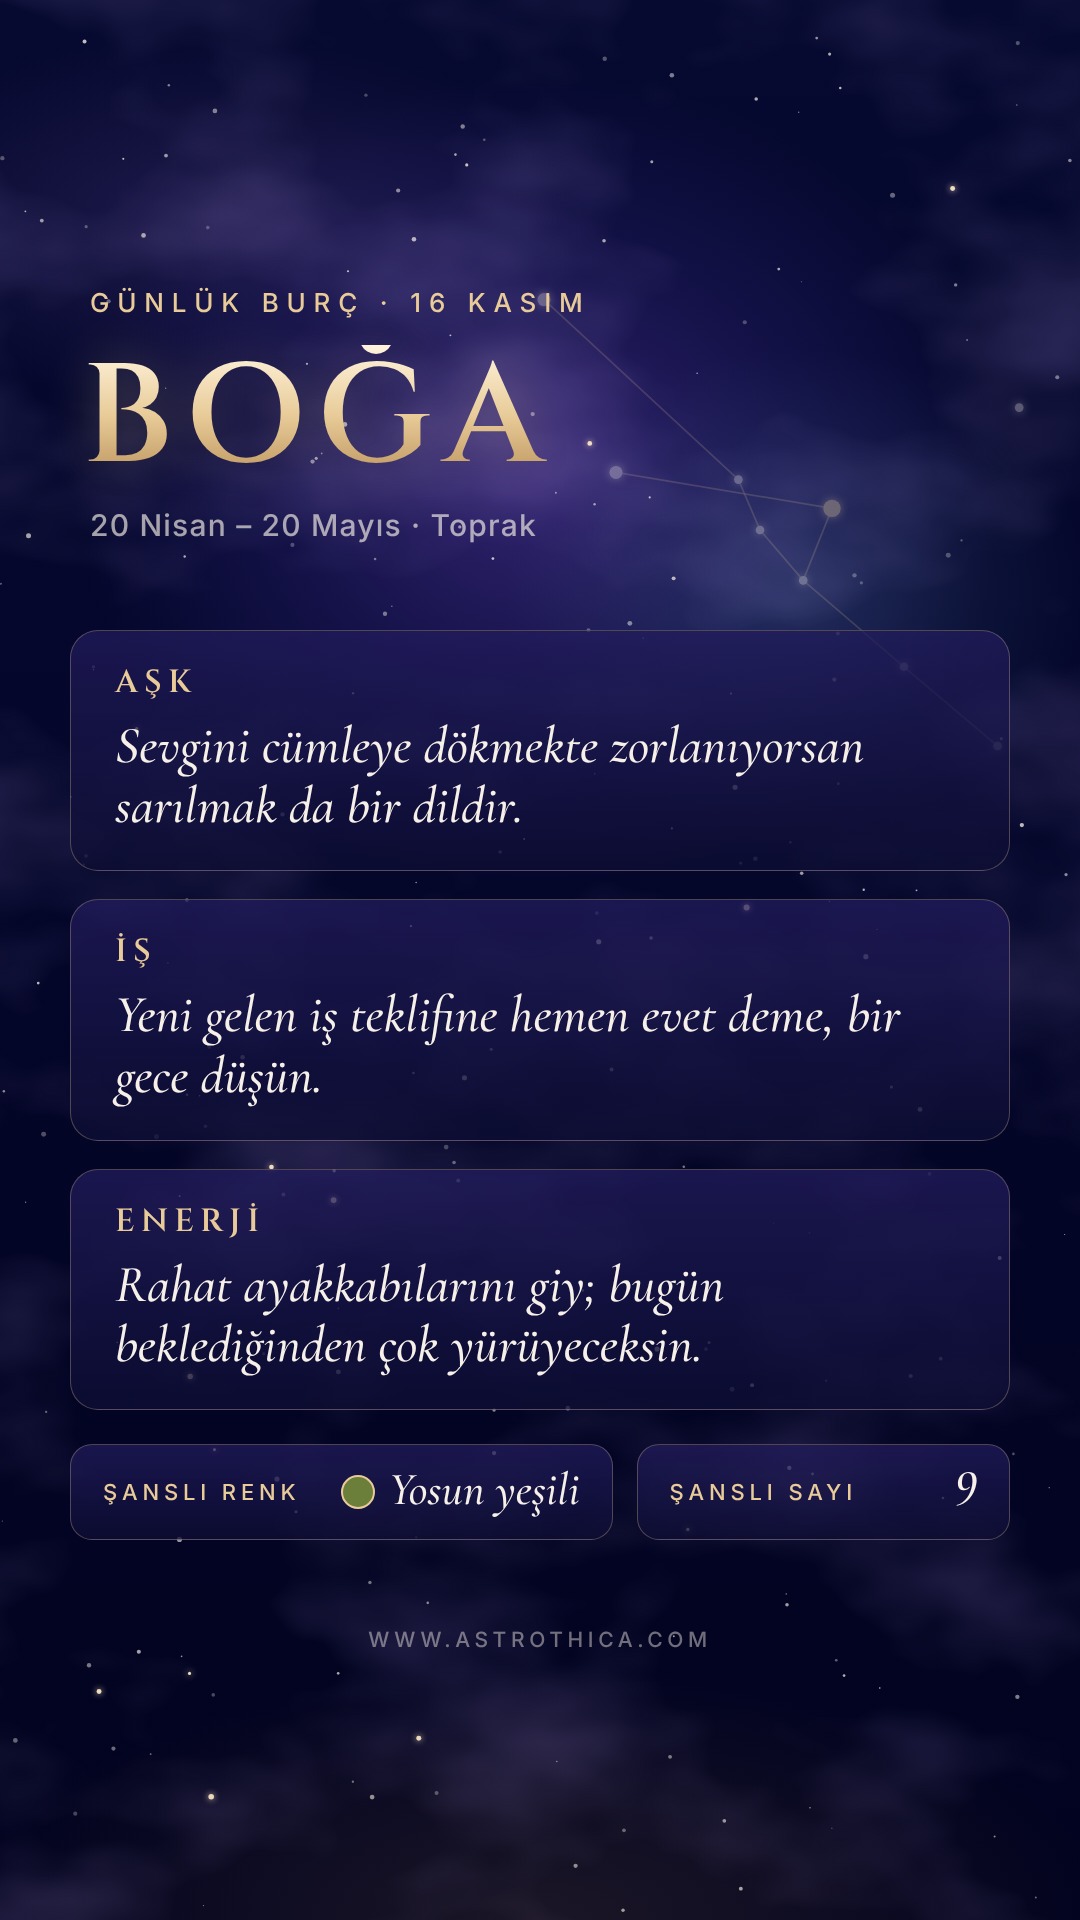 GÜNLÜK BURÇ · 16 KASIM
BOĞA
20 Nisan – 20 Mayıs · Toprak
AŞK
Sevgini cümleye dökmekte zorlanıyorsan
sarılmak da bir dildir.
İŞ
Yeni gelen iş teklifine hemen evet deme, bir
gece düşün.
ENERJİ
Rahat ayakkabılarını giy; bugün
beklediğinden çok yürüyeceksin.
ŞANSLI RENK Yosun yeşili
ŞANSLI SAYI 9
WWW.ASTROTHICA.COM